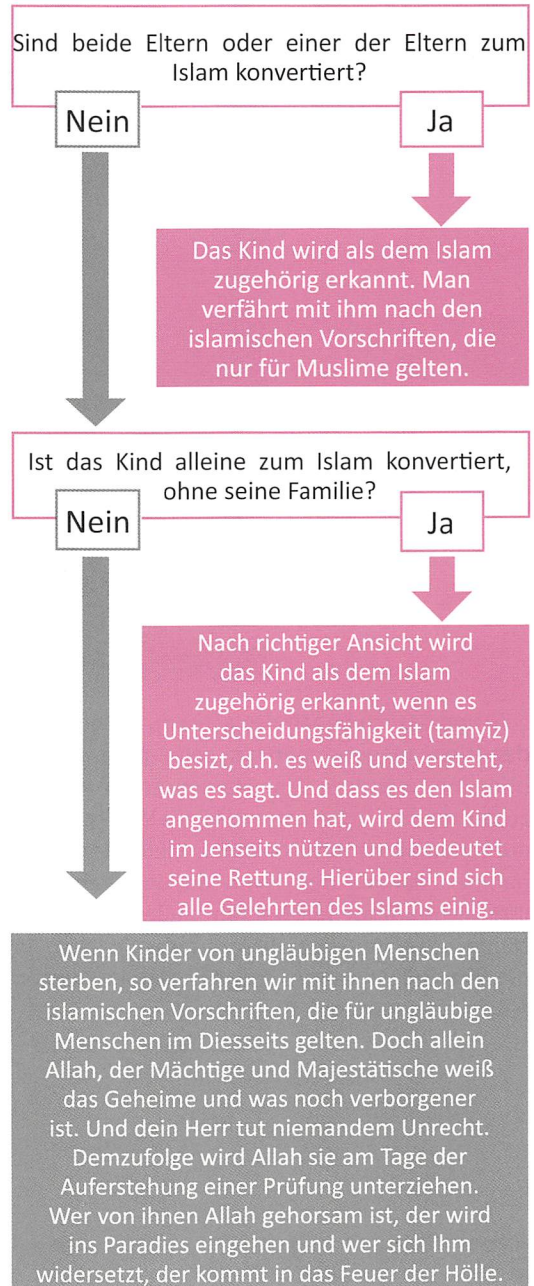 Sind beide Eltern oder einer der Eltern zum
Islam konvertiert?
Nein
Ja
Das Kind wird als dem Islam
zugehörig erkannt. Man
verfährt mit ihm nach den
islamischen Vorschriften, die
nur für Muslime gelten.
Ist das Kind alleine zum Islam konvertiert,
ohne seine Familie?
Nein
Ja
Nach richtiger Ansicht wird
das Kind als dem Islam
zugehörig erkannt, wenn es
Unterscheidungsfähigkeit (tamyīz)
besizt, d.h. es weiß und versteht,
was es sagt. Und dass es den Islam
angenommen hat, wird dem Kind
im Jenseits nützen und bedeutet
seine Rettung. Hierüber sind sich
alle Gelehrten des Islams einig.
Wenn Kinder von ungläubigen Menschen
sterben, so verfahren wir mit ihnen nach den
islamischen Vorschriften, die für ungläubige
Menschen im Diesseits gelten. Doch allein
Allah, der Mächtige und Majestätische weiß
das Geheime und was noch verborgener
ist. Und dein Herr tut niemandem Unrecht.
Demzufolge wird Allah sie am Tage der
Auferstehung einer Prüfung unterziehen.
Wer von ihnen Allah gehorsam ist, der wird
ins Paradies eingehen und wer sich Ihm
widersetzt, der kommt in das Feuer der Hölle.